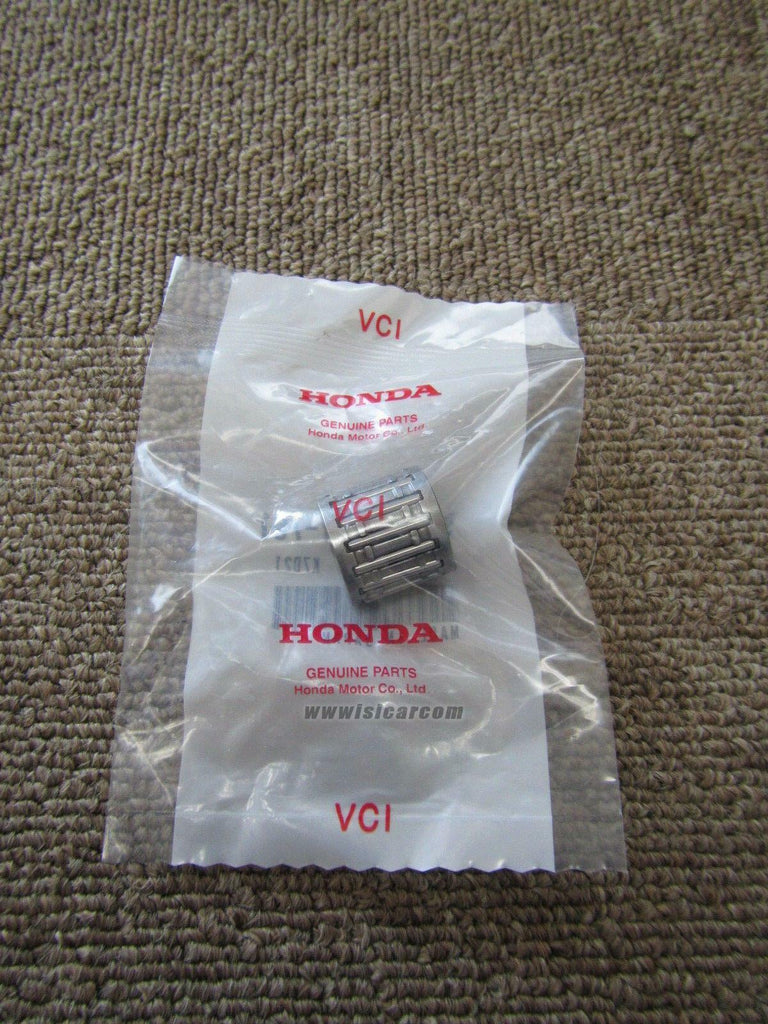 VCI
HONDA
GENUINE PARTS
Honda Motor Co., Ltd
VCI
HONDA
GENUINE PARTS
Honda Motor Co., Ltd
wwwisicarcom
VCI